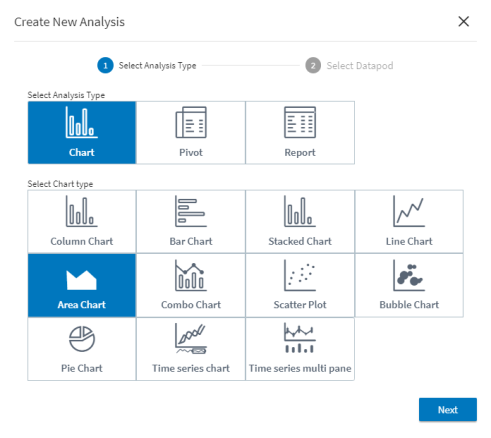 Create New Analysis
1 Select Analysis Type 2 Select Datapod
Select Analysis Type
Chart Pivot Report
Select Chart type
Column Chart Bar Chart Stacked Chart Line Chart
Area Chart Combo Chart Scatter Plot Bubble Chart
Pie Chart Time series chart Time series multi pane
Next